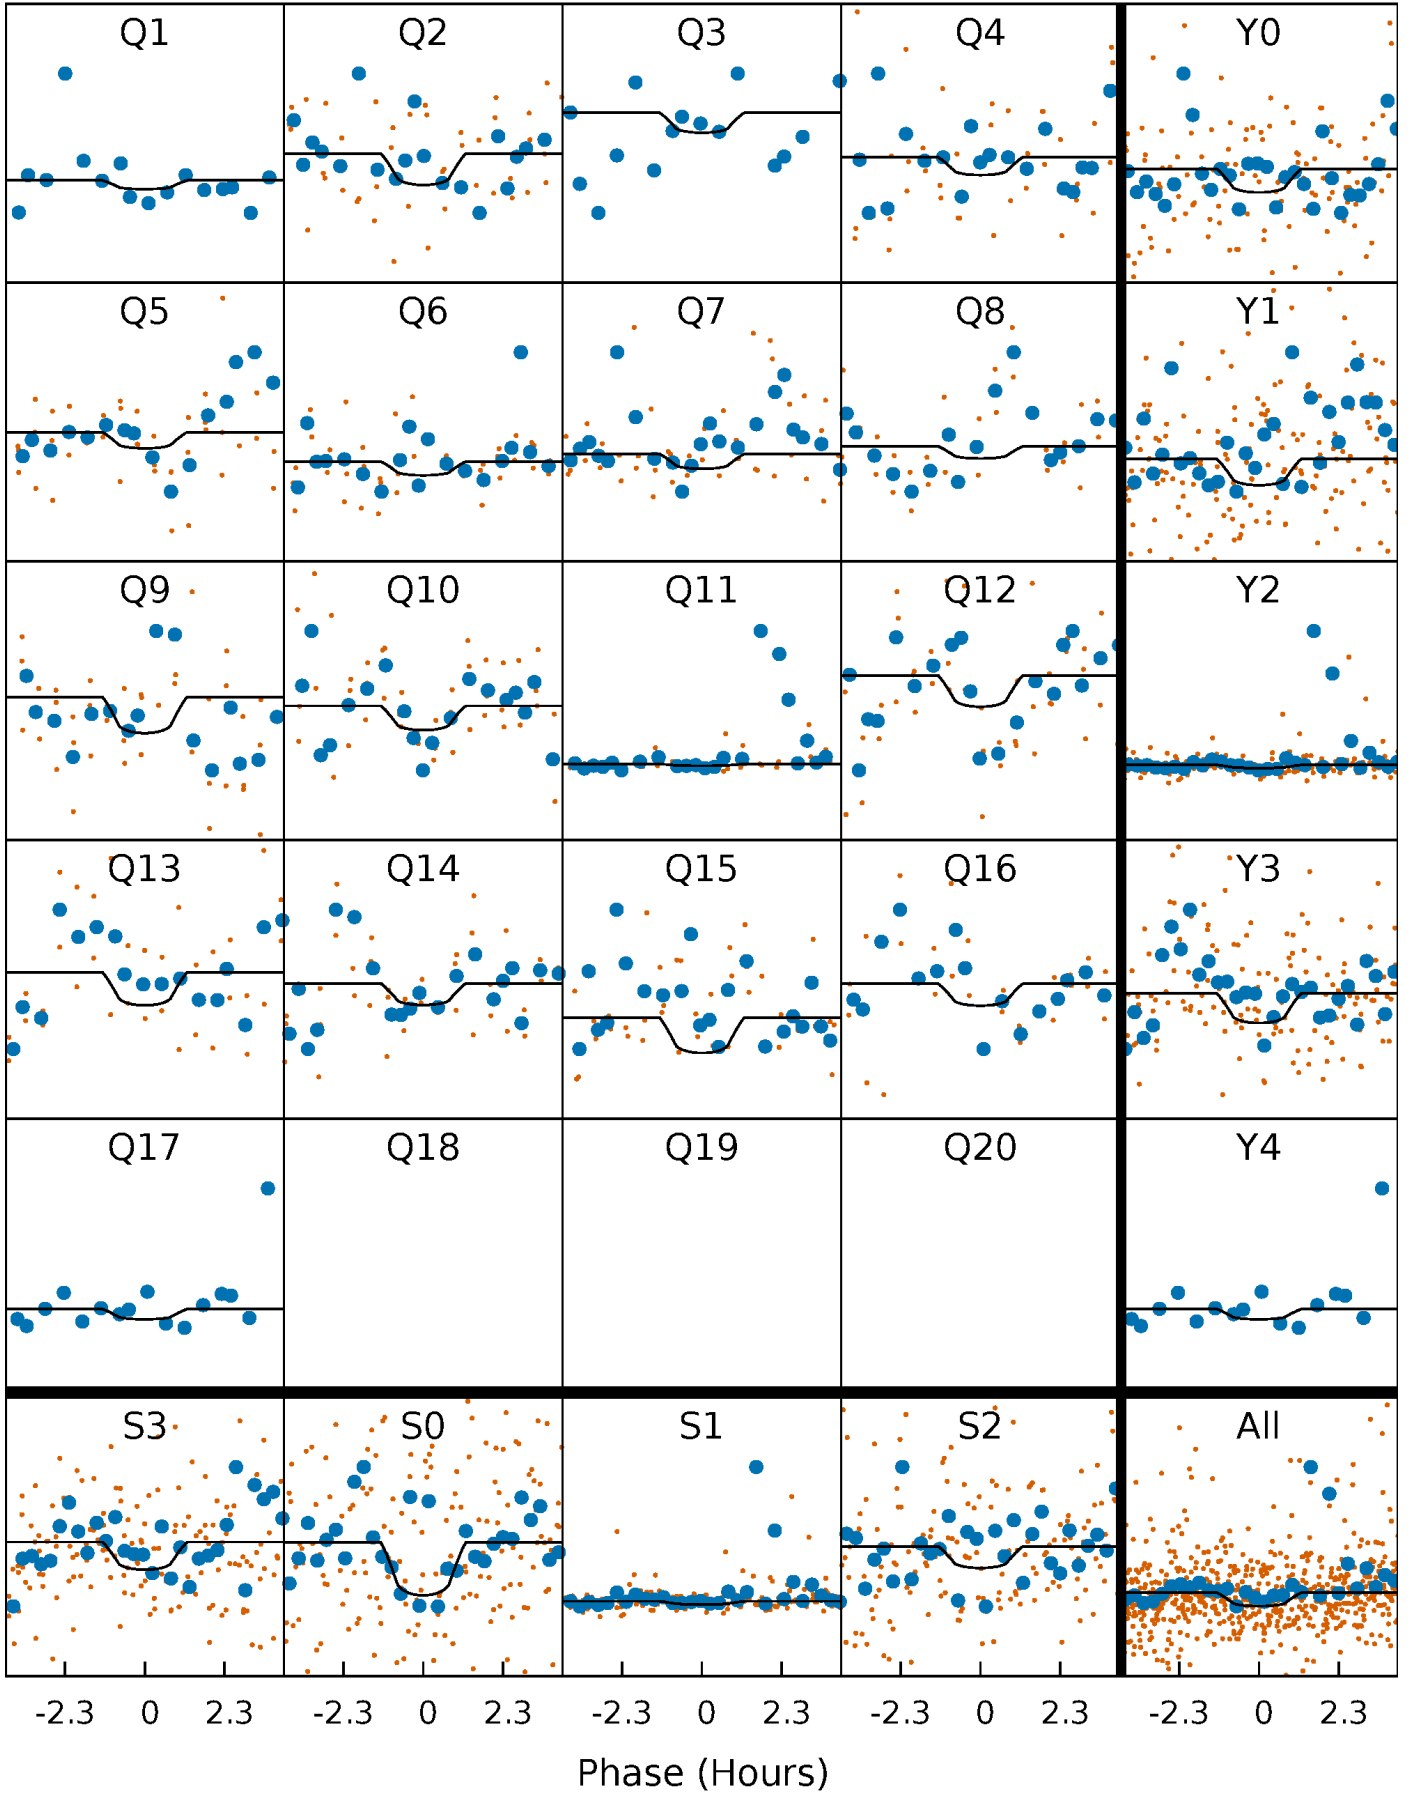 Q1 Q2 Q3 Q4 Y0
Q5 Q6 Q7 Q8 Y1
Q9 Q10 Q11 Q12 Y2
Q13 Q14 Q15 Q16 Y3
Q17 Q18 Q19 Q20 Y4
S3 S0 S1 S2 All
-2.3 0 2.3 -2.3 0 2.3 -2.3 0 2.3 -2.3 0 2.3 -2.3 0 2.3
Phase (Hours)